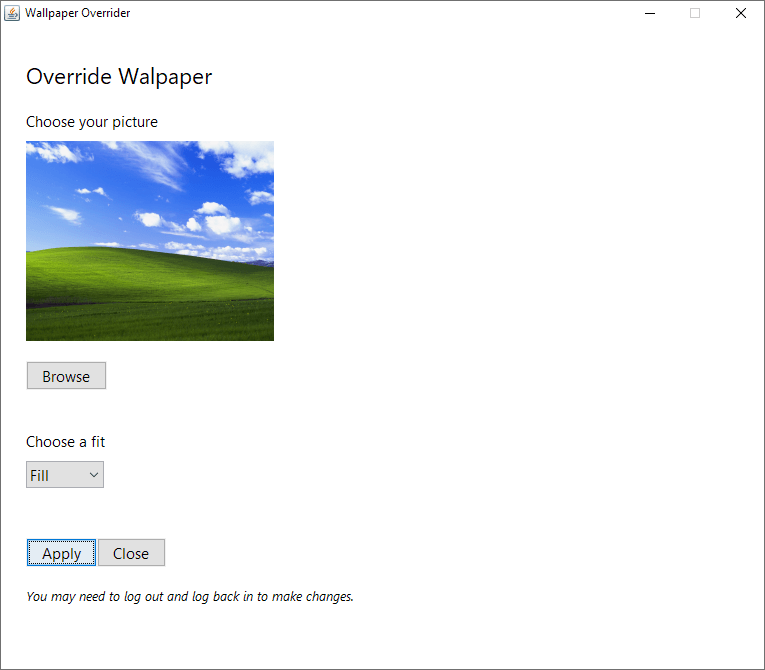 Wallpaper Overrider
Override Walpaper
Choose your picture
Browse
Choose a fit
Fill
Apply Close
You may need to log out and log back in to make changes.